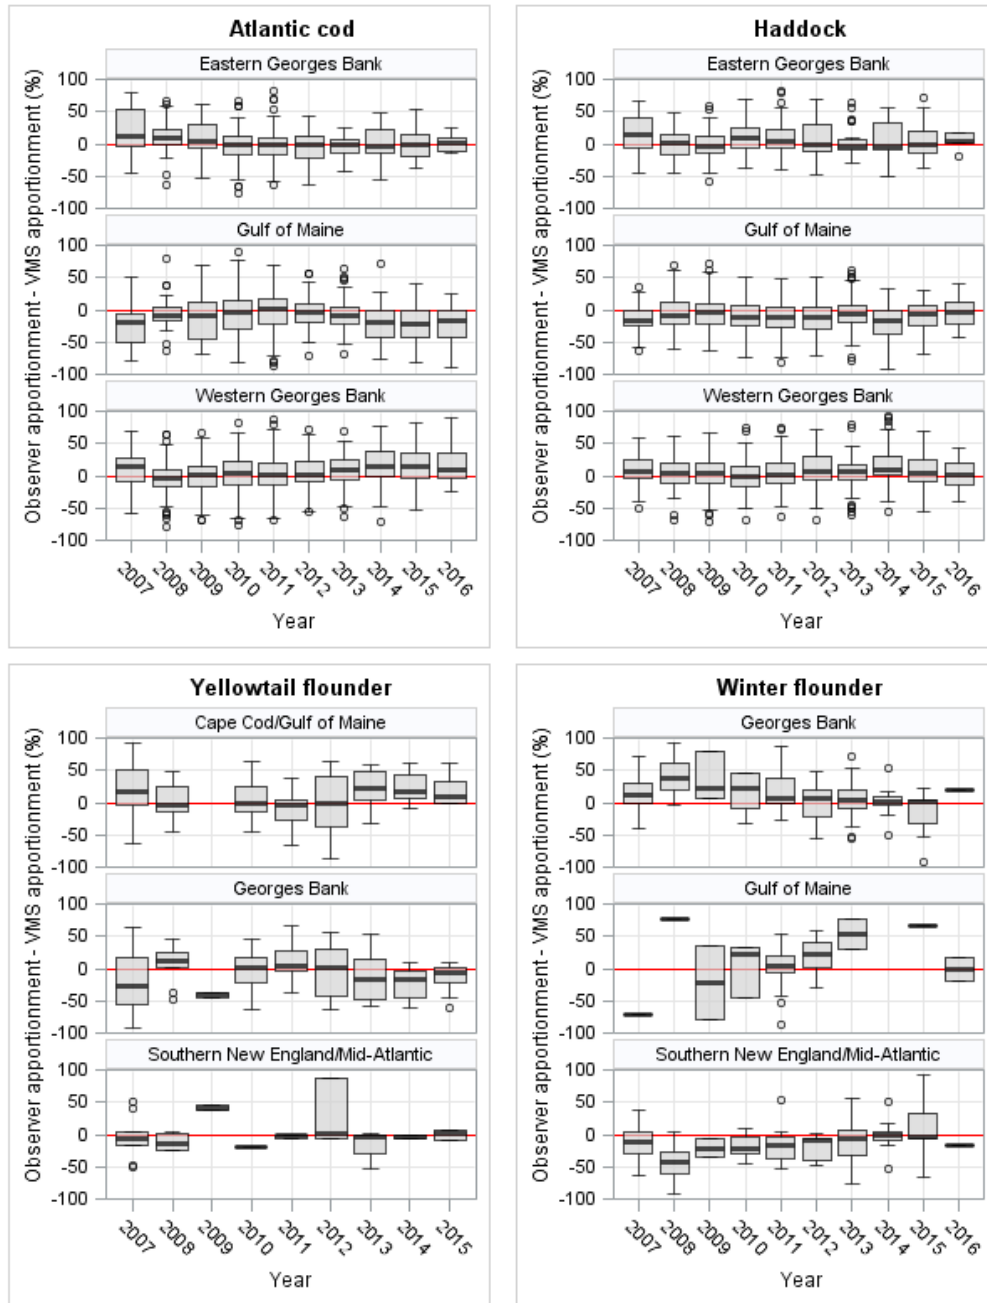 Atlantic cod
Observer apportionment - VMS apportionment (%)
Eastern Georges Bank
100
50
0
-50
-100
Gulf of Maine
100
50
0
-50
-100
Western Georges Bank
100
50
0
-50
-100
2007 2008 2009 2010 2011 2012 2013 2014 2015 2016
Year
Haddock
Observer apportionment - VMS apportionment (%)
Eastern Georges Bank
100
50
0
-50
-100
Gulf of Maine
100
50
0
-50
-100
Western Georges Bank
100
50
0
-50
-100
2007 2008 2009 2010 2011 2012 2013 2014 2015 2016
Year
Yellowtail flounder
Observer apportionment - VMS apportionment (%)
Cape Cod/Gulf of Maine
100
50
0
-50
-100
Georges Bank
100
50
0
-50
-100
Southern New England/Mid-Atlantic
100
50
0
-50
-100
2007 2008 2009 2010 2011 2012 2013 2014 2015
Year
Winter flounder
Observer apportionment - VMS apportionment (%)
Georges Bank
100
50
0
-50
-100
Gulf of Maine
100
50
0
-50
-100
Southern New England/Mid-Atlantic
100
50
0
-50
-100
2007 2008 2009 2010 2011 2012 2013 2014 2015 2016
Year